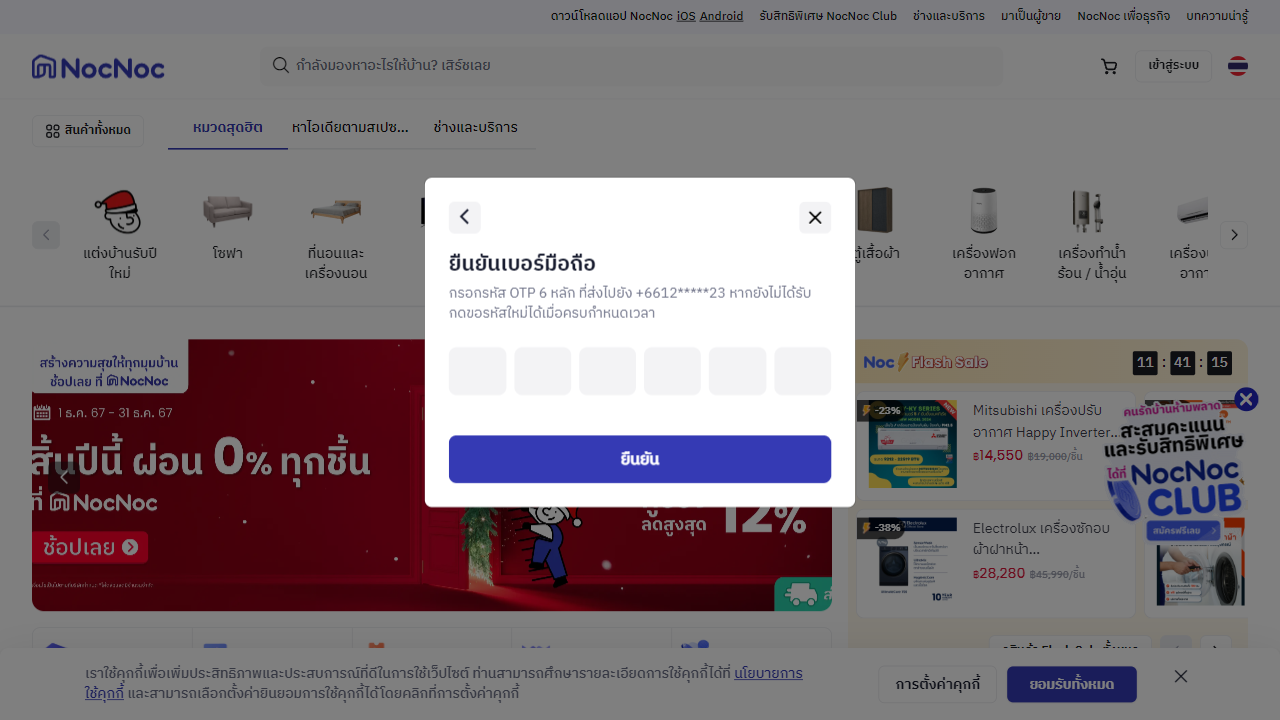 ดาวน์โหลดแอป NocNoc iOS Android รับสิทธิพิเศษ NocNoc Club ช่างและบริการ มาเป็นผู้ขาย NocNoc เพื่อธุรกิจ บทความน่ารู้
NocNoc
กำลังมองหาอะไรให้บ้าน? เสิร์ชเลย
เข้าสู่ระบบ
สินค้าทั้งหมด
หมวดสุดฮิต หาไอเดียตามสเปซ... ช่างและบริการ
แต่งบ้านรับปี
ใหม่
โซฟา
ที่นอนและ
เครื่องนอน
ตู้เสื้อผ้า
เครื่องฟอก
อากาศ
เครื่องทำน้ำ
ร้อน / น้ำอุ่น
ยืนยันเบอร์มือถือ
กรอกรหัส OTP 6 หลัก ที่ส่งไปยัง +6612*****23 หากยังไม่ได้รับ
กดขอรหัสใหม่ได้เมื่อครบกำหนดเวลา
ยืนยัน
สร้างความสุขให้ทุกมุมบ้าน
ช้อปเลย ที่ NocNoc
1 ธ.ค. 67 - 31 ธ.ค. 67
สิ้นปีนี้ ผ่อน 0% ทุกชิ้น
ที่ NocNoc
ช้อปเลย
ลดสูงสุด 12%
Noc Flash Sale 11 : 41 : 15
-23%
Mitsubishi เครื่องปรับ
อากาศ Happy Inverter...
฿14,550 ฿19,000/ชิ้น
-38%
Electrolux เครื่องซักอบ
ผ้าฝาหน้า...
฿28,280 ฿45,990/ชิ้น
คนรักบ้านห้ามพลาด
สะสมคะแนน
และรับสิทธิพิเศษ
ได้ที่ NocNoc
CLUB
สมัครฟรีเลย
เราใช้คุกกี้เพื่อเพิ่มประสิทธิภาพและประสบการณ์ที่ดีในการใช้เว็ปไซต์ ท่านสามารถศึกษารายละเอียดการใช้คุกกี้ได้ที่ นโยบายการ
ใช้คุกกี้ และสามารถเลือกตั้งค่ายินยอมการใช้คุกกี้ได้โดยคลิกที่การตั้งค่าคุกกี้
การตั้งค่าคุกกี้
ยอมรับทั้งหมด